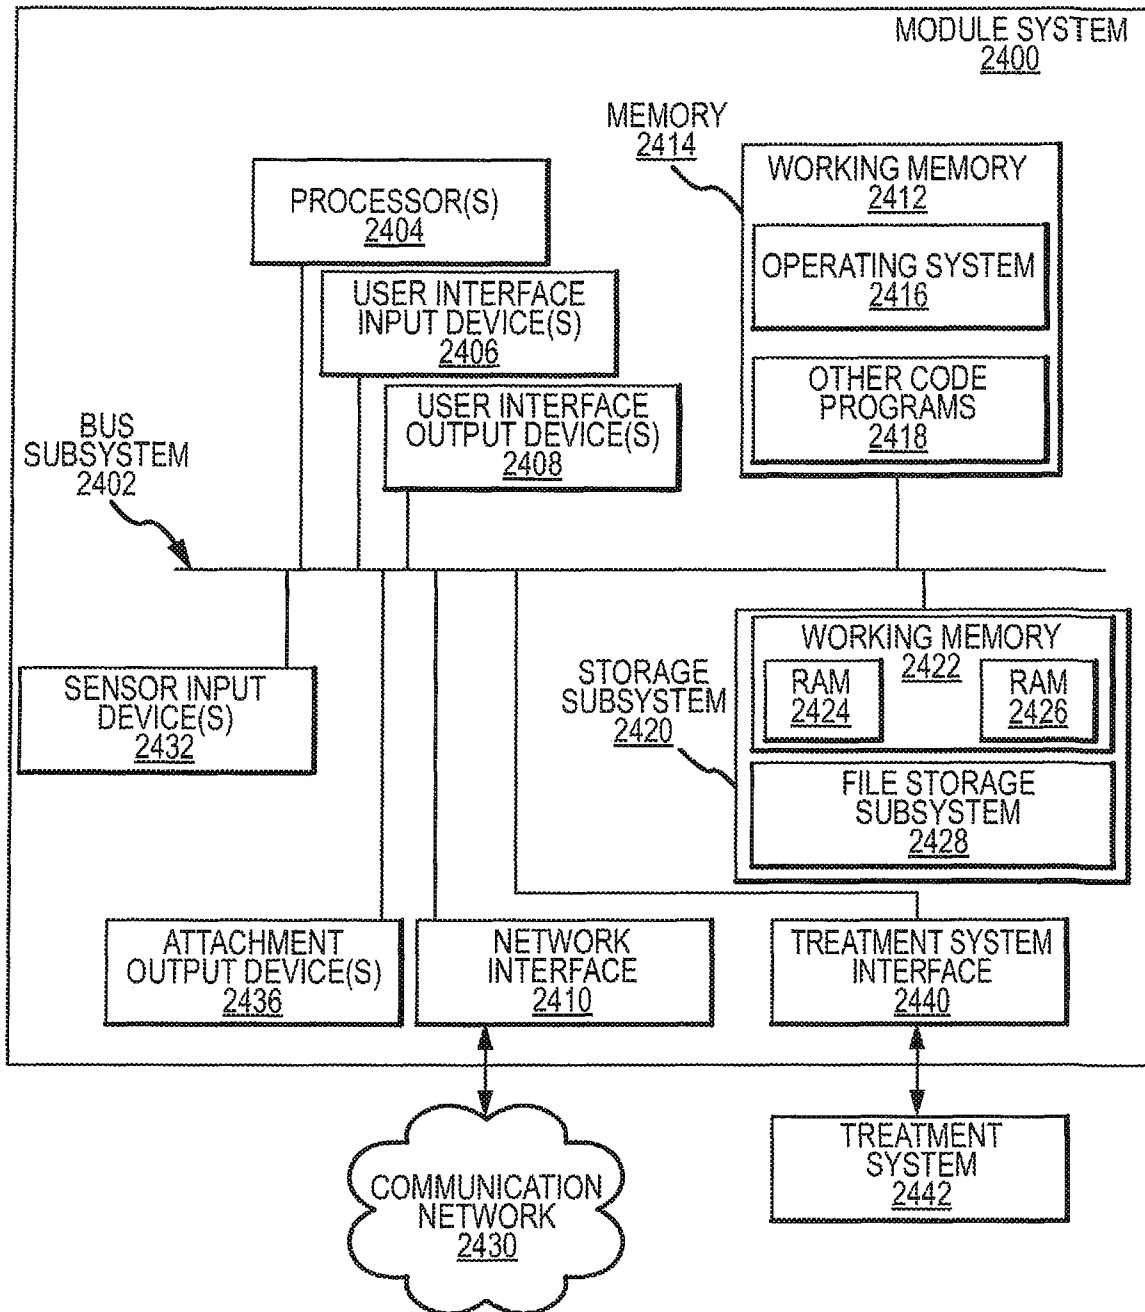 MODULE SYSTEM
2400
MEMORY
2414
WORKING MEMORY
2412
OPERATING SYSTEM
2416
OTHER CODE
PROGRAMS
2418
PROCESSOR(S)
2404
USER INTERFACE
INPUT DEVICE(S)
2406
USER INTERFACE
OUTPUT DEVICE(S)
2408
BUS
SUBSYSTEM
2402
SENSOR INPUT
DEVICE(S)
2432
STORAGE
SUBSYSTEM
2420
WORKING MEMORY
2422
RAM
2424
RAM
2426
FILE STORAGE
SUBSYSTEM
2428
ATTACHMENT
OUTPUT DEVICE(S)
2436
NETWORK
INTERFACE
2410
TREATMENT SYSTEM
INTERFACE
2440
COMMUNICATION
NETWORK
2430
TREATMENT
SYSTEM
2442